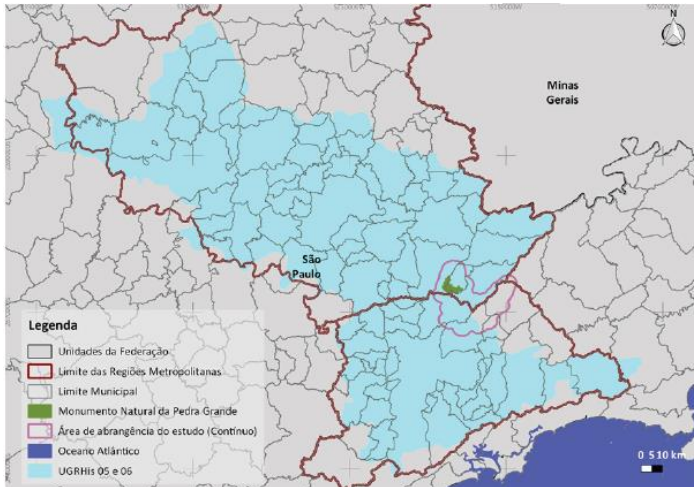 N
Minas
Gerais
São
Paulo
Legenda
Unidades da Federação
Limite das Regiões Metropolitanas
Limite Municipal
Monumento Natural da Pedra Grande
Área de abrangência do estudo (Contínuo)
Oceano Atlântico
UGRHis 05 e 06
0 5 10 km